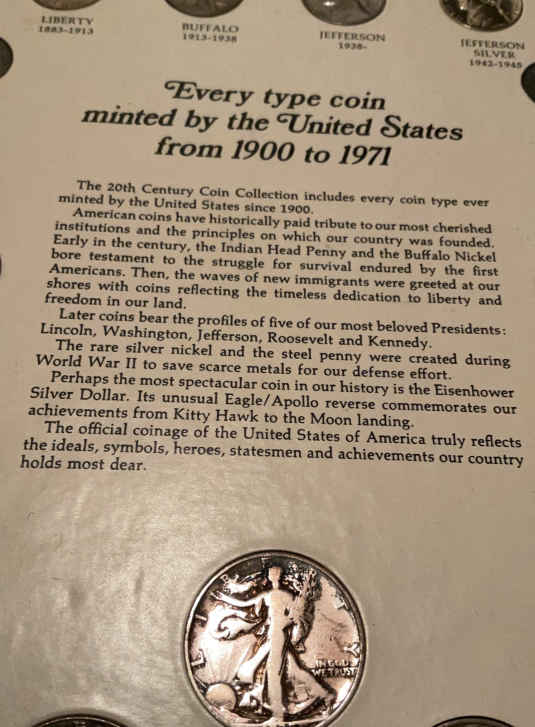 LIBERTY
1883-1913
BUFFALO
1913-1938
JEFFERSON
1938-
JEFFERSON
SILVER
1942-1945
Every type coin
minted by the United States
from 1900 to 1971
The 20th Century Coin Collection includes every coin type ever
minted by the United States since 1900.
American coins have historically paid tribute to our most cherished
institutions and the principles on which our country was founded.
Early in the century, the Indian Head Penny and the Buffalo Nickel
bore testament to the struggle for survival endured by the first
Americans. Then, the waves of new immigrants were greeted at our
shores with coins reflecting the timeless dedication to liberty and
freedom in our land.
Later coins bear the profiles of five of our most beloved Presidents:
Lincoln, Washington, Jefferson, Roosevelt and Kennedy.
The rare silver nickel and the steel penny were created during
World War II to save scarce metals for our defense effort.
Perhaps the most spectacular coin in our history is the Eisenhower
Silver Dollar. Its unusual Eagle/Apollo reverse commemorates our
achievements from Kitty Hawk to the Moon landing.
The official coinage of the United States of America truly reflects
the ideals, symbols, heroes, statesmen and achievements our country
holds most dear.
IN GOD
WE TRUST